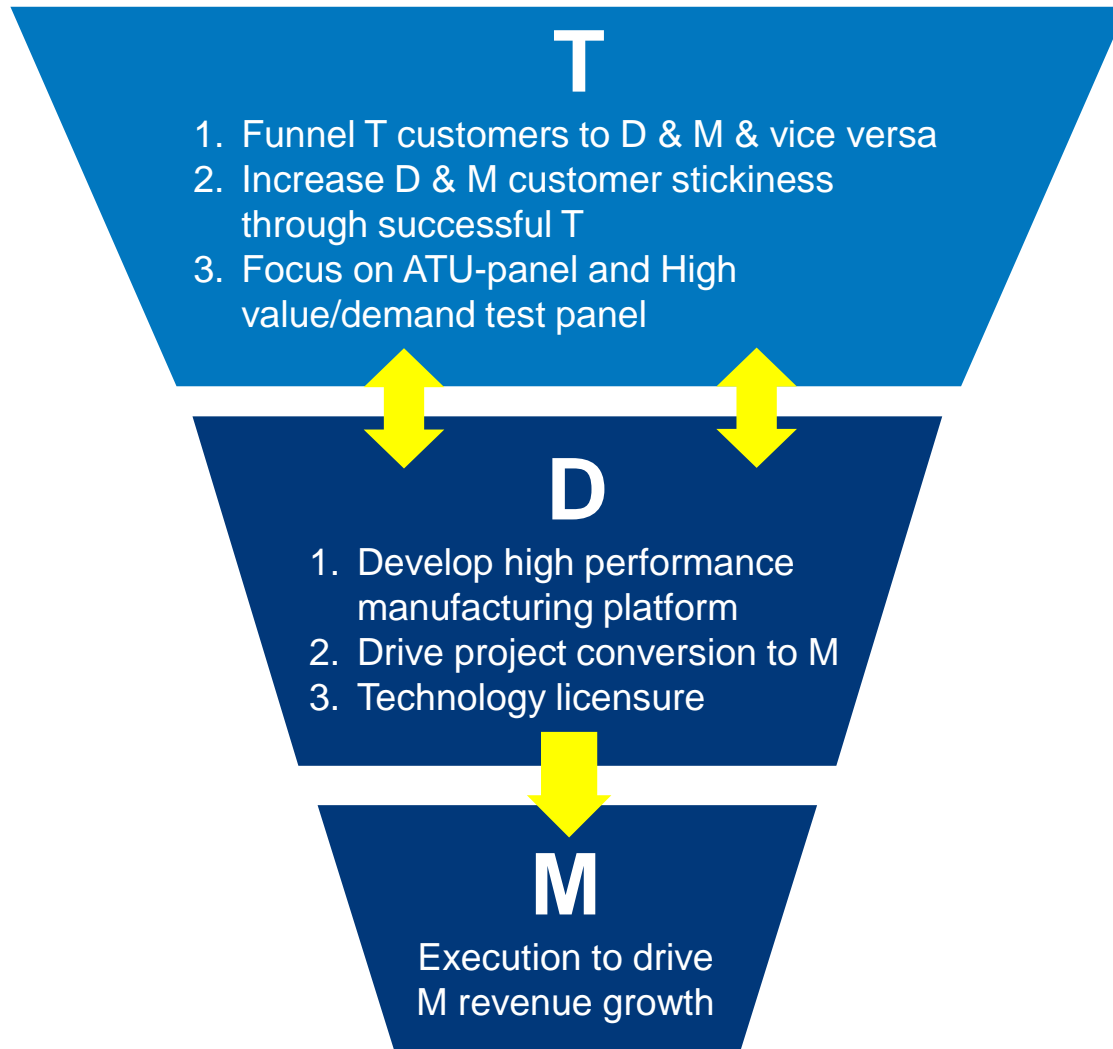 T
1. Funnel T customers to D & M & vice versa
2. Increase D & M customer stickiness
through successful T
3. Focus on ATU-panel and High
value/demand test panel
D
1. Develop high performance
manufacturing platform
2. Drive project conversion to M
3. Technology licensure
M
Execution to drive
M revenue growth